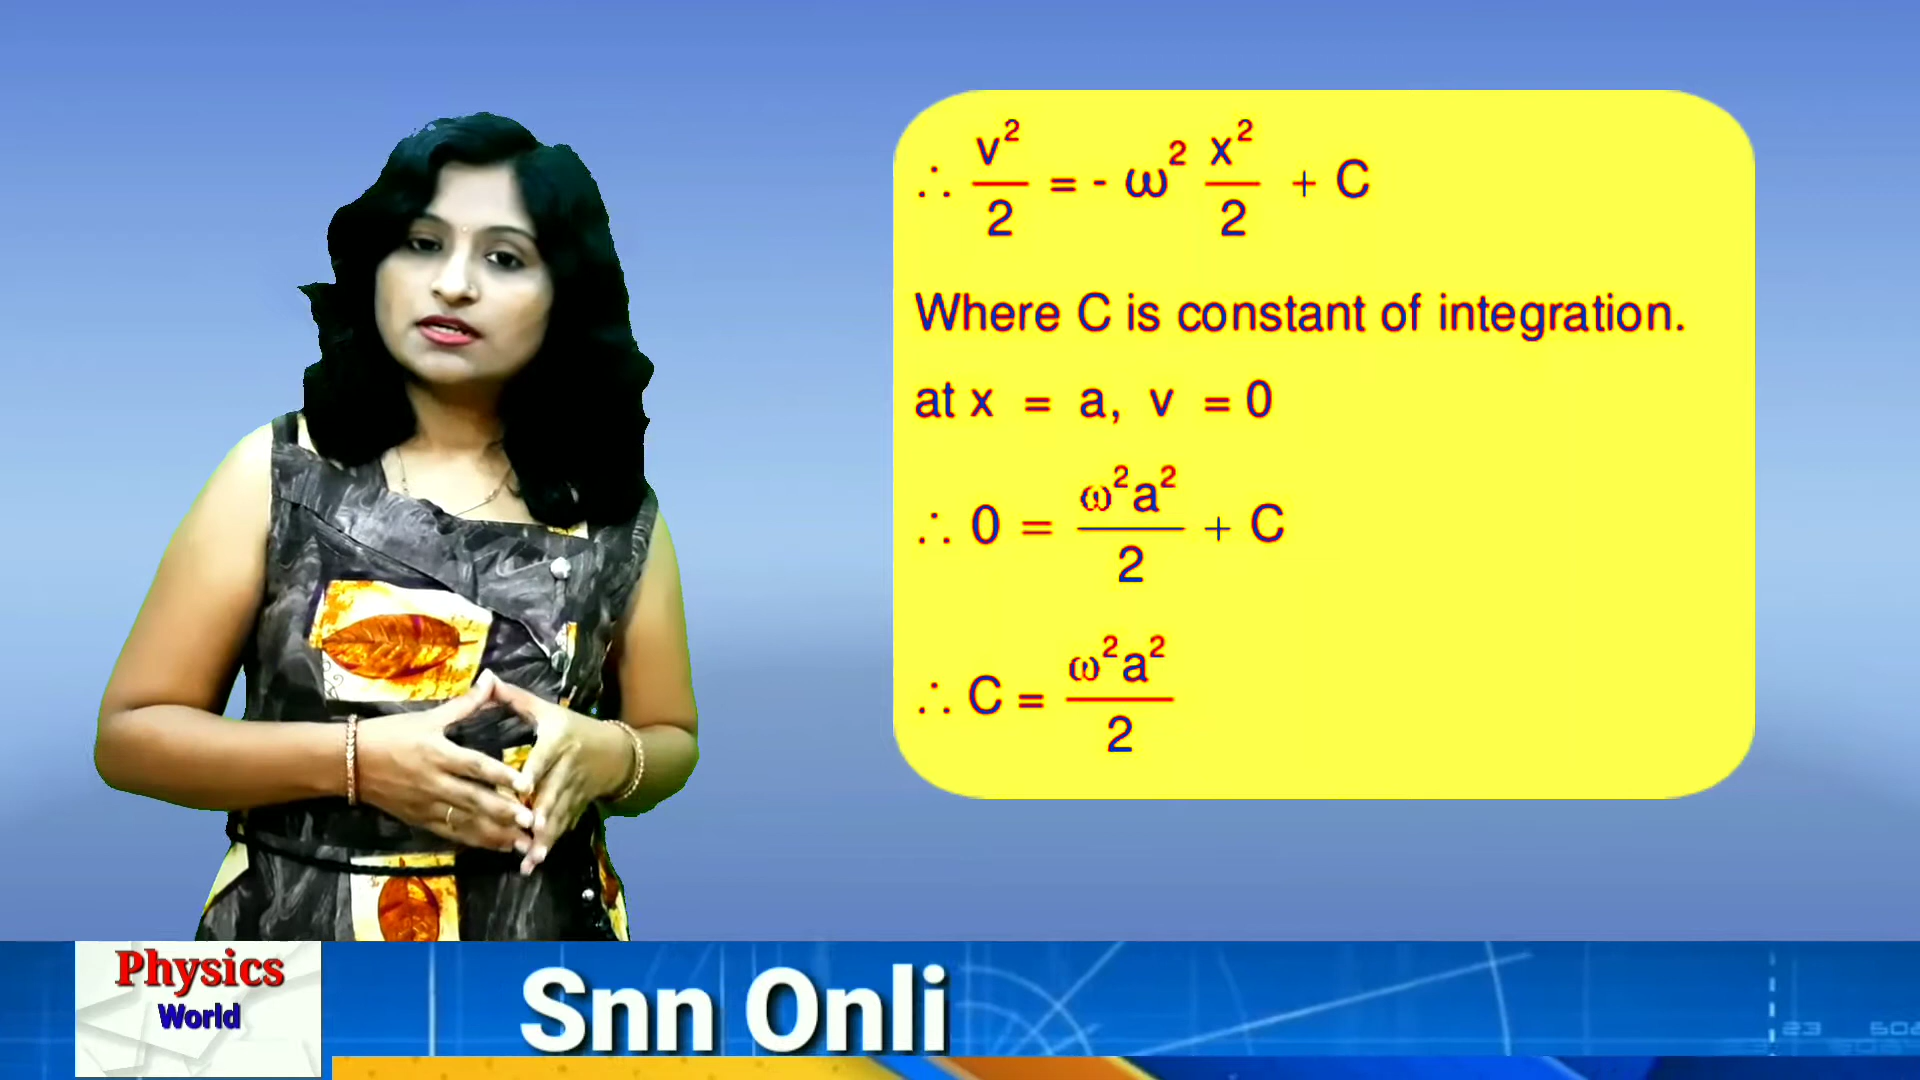 ∴ v²/2 = - ω² x²/2 + C
Where C is constant of integration.
at x = a, v = 0
∴ 0 = ω²a²/2 + C
∴ C = ω²a²/2
Physics
World
Snn Onli
23